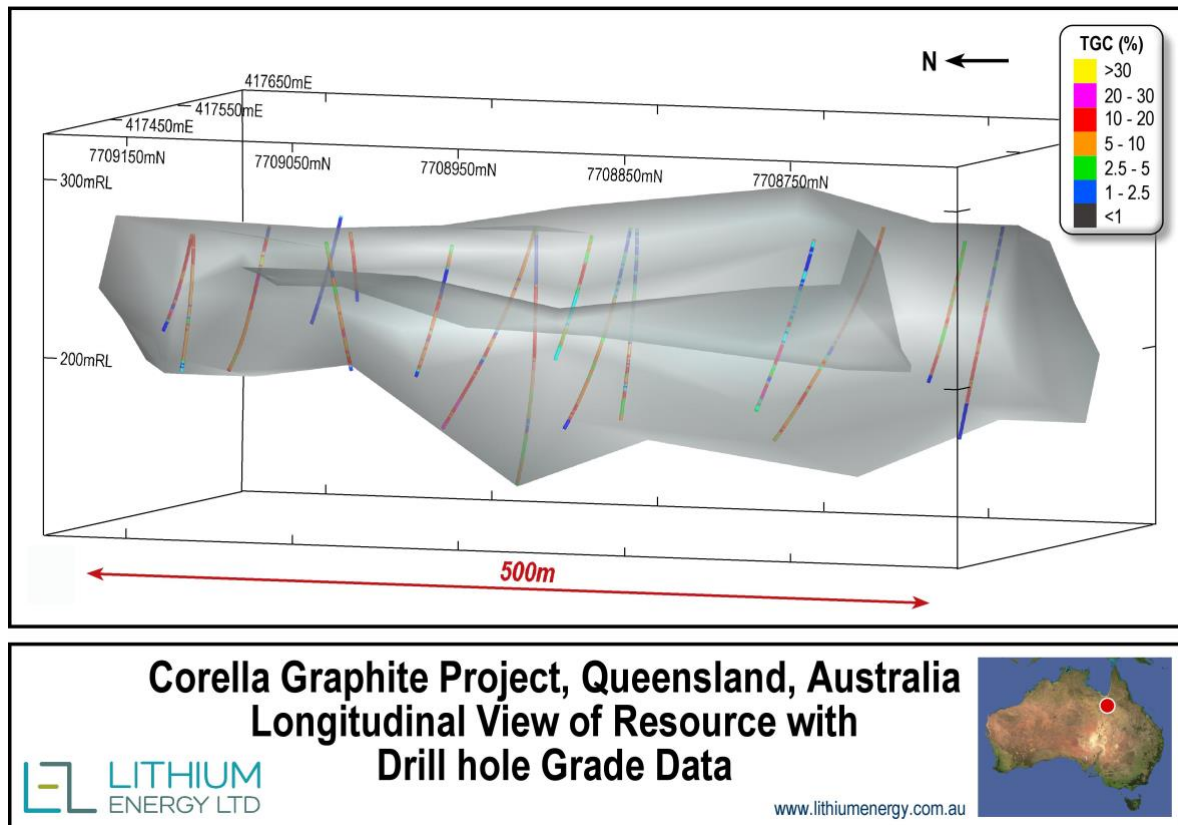 TGC (%)
>30
20 - 30
10 - 20
5 - 10
2.5 - 5
1 - 2.5
<1
N
417650mE
417550mE
417450mE
7709150mN
7709050mN
7708950mN
7708850mN
7708750mN
300mRL
200mRL
500m
Corella Graphite Project, Queensland, Australia
Longitudinal View of Resource with
Drill hole Grade Data
LITHIUM
ENERGY LTD
www.lithiumenergy.com.au